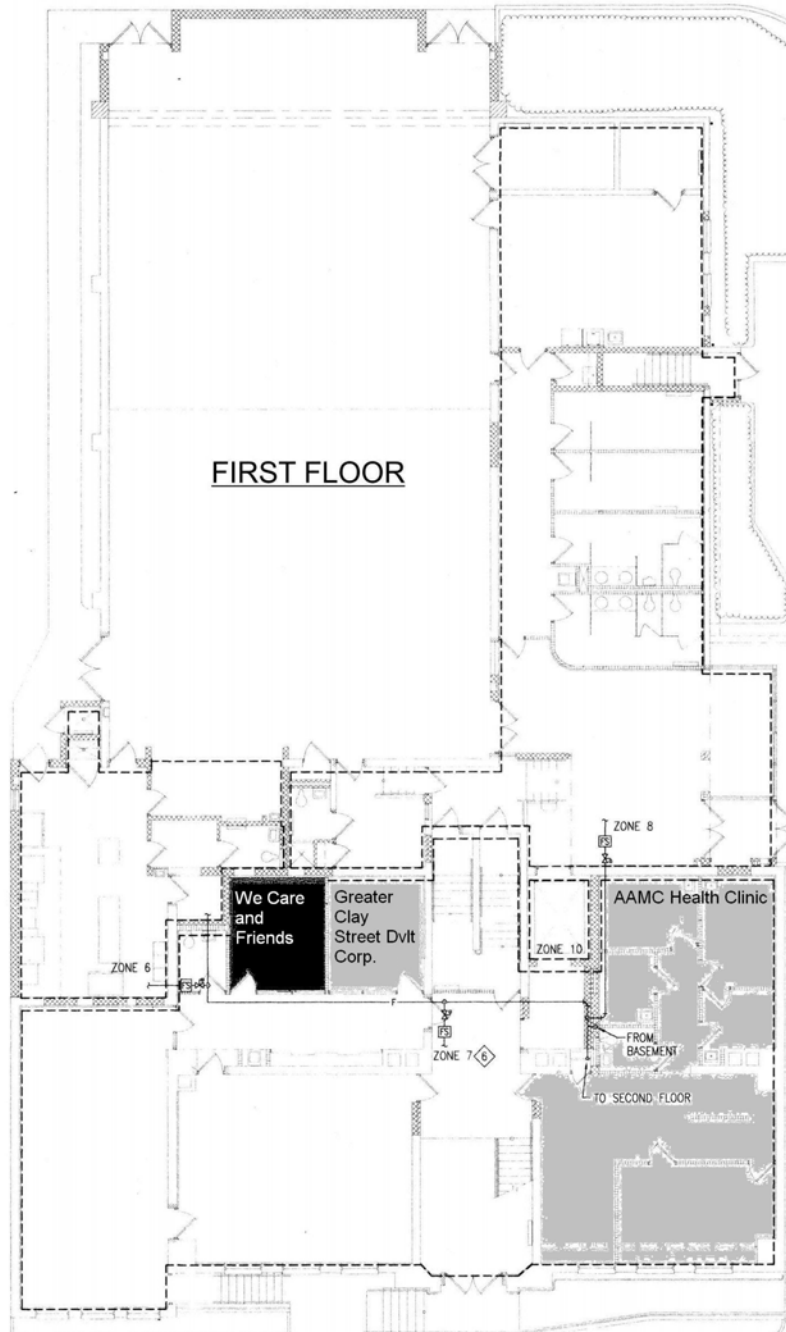 FIRST FLOOR
ZONE 8
FS
We Care
and
Friends
Greater
Clay
Street Dvlt
Corp.
AAMC Health Clinic
ZONE 10
ZONE 6
FS
F
FS
ZONE 7
6
FROM
BASEMENT
TO SECOND FLOOR